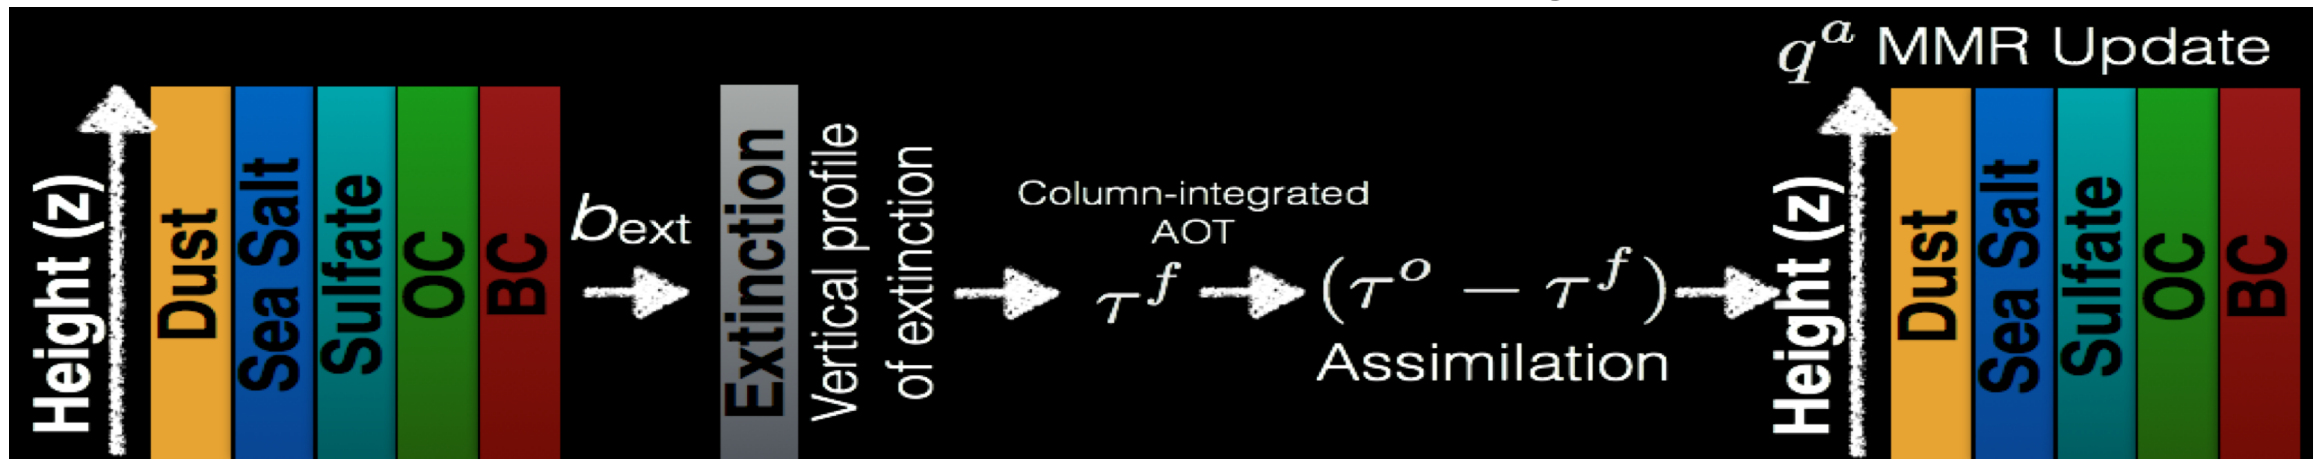 Height (z)
Dust
Sea Salt
Sulfate
OC
BC
bext
Extinction
Vertical profile
of extinction
Column-integrated
AOT
τ^f
(τ^o − τ^f)
Assimilation
q^a MMR Update
Height (z)
Dust
Sea Salt
Sulfate
OC
BC